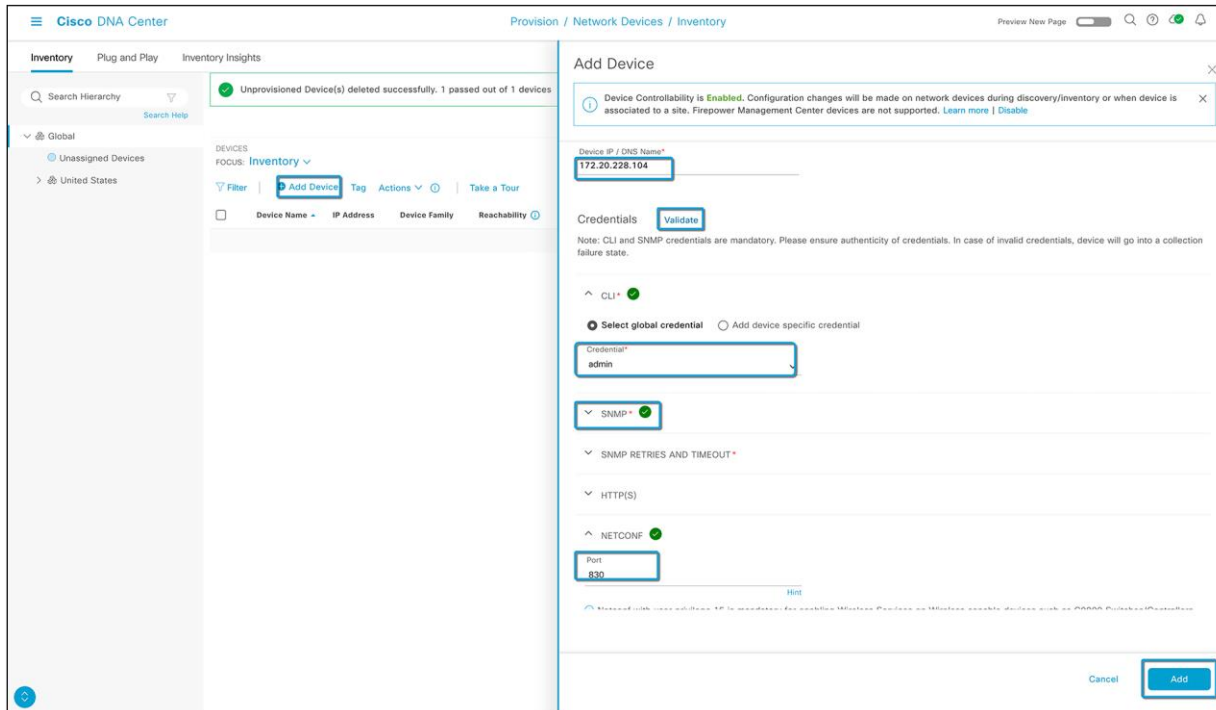 Cisco DNA Center
Provision / Network Devices / Inventory
Preview New Page
Inventory
Plug and Play
Inventory Insights
Search Hierarchy
Search Help
Global
Unassigned Devices
United States
Unprovisioned Device(s) deleted successfully. 1 passed out of 1 devices
DEVICES
FOCUS: Inventory
Filter
Add Device
Tag
Actions
Take a Tour
Device Name
IP Address
Device Family
Reachability
Add Device
Device Controllability is Enabled. Configuration changes will be made on network devices during discovery/inventory or when device is
associated to a site. Firepower Management Center devices are not supported. Learn more | Disable
Device IP / DNS Name*
172.20.228.104
Credentials
Validate
Note: CLI and SNMP credentials are mandatory. Please ensure authenticity of credentials. In case of invalid credentials, device will go into a collection
failure state.
CLI*
Select global credential
Add device specific credential
Credential*
admin
SNMP*
SNMP RETRIES AND TIMEOUT*
HTTP(S)
NETCONF
Port
830
Hint
Cancel
Add